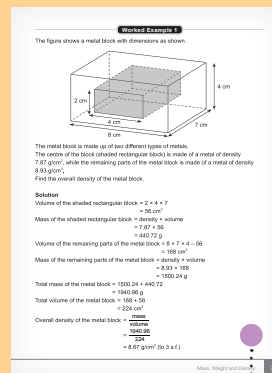 Worked Example 1
The figure shows a metal block with dimensions as shown.
4 cm
2 cm
4 cm
7 cm
8 cm
The metal block is made up of two different types of metals.
The centre of the block (shaded rectangular block) is made of a metal of density
7.87 g/cm³, while the remaining parts of the metal block is made of a metal of density
8.93 g/cm³.
Find the overall density of the metal block.
Solution
Volume of the shaded rectangular block = 2 × 4 × 7
= 56 cm³
Mass of the shaded rectangular block = density × volume
= 7.87 × 56
= 440.72 g
Volume of the remaining parts of the metal block = 8 × 7 × 4 – 56
= 168 cm³
Mass of the remaining parts of the metal block = density × volume
= 8.93 × 168
= 1500.24 g
Total mass of the metal block = 1500.24 + 440.72
= 1940.96 g
Total volume of the metal block = 168 + 56
= 224 cm³
Overall density of the metal block = mass
volume
= 1940.96
224
= 8.67 g/cm³ (to 3 s.f.)
Mass, Weight and Density